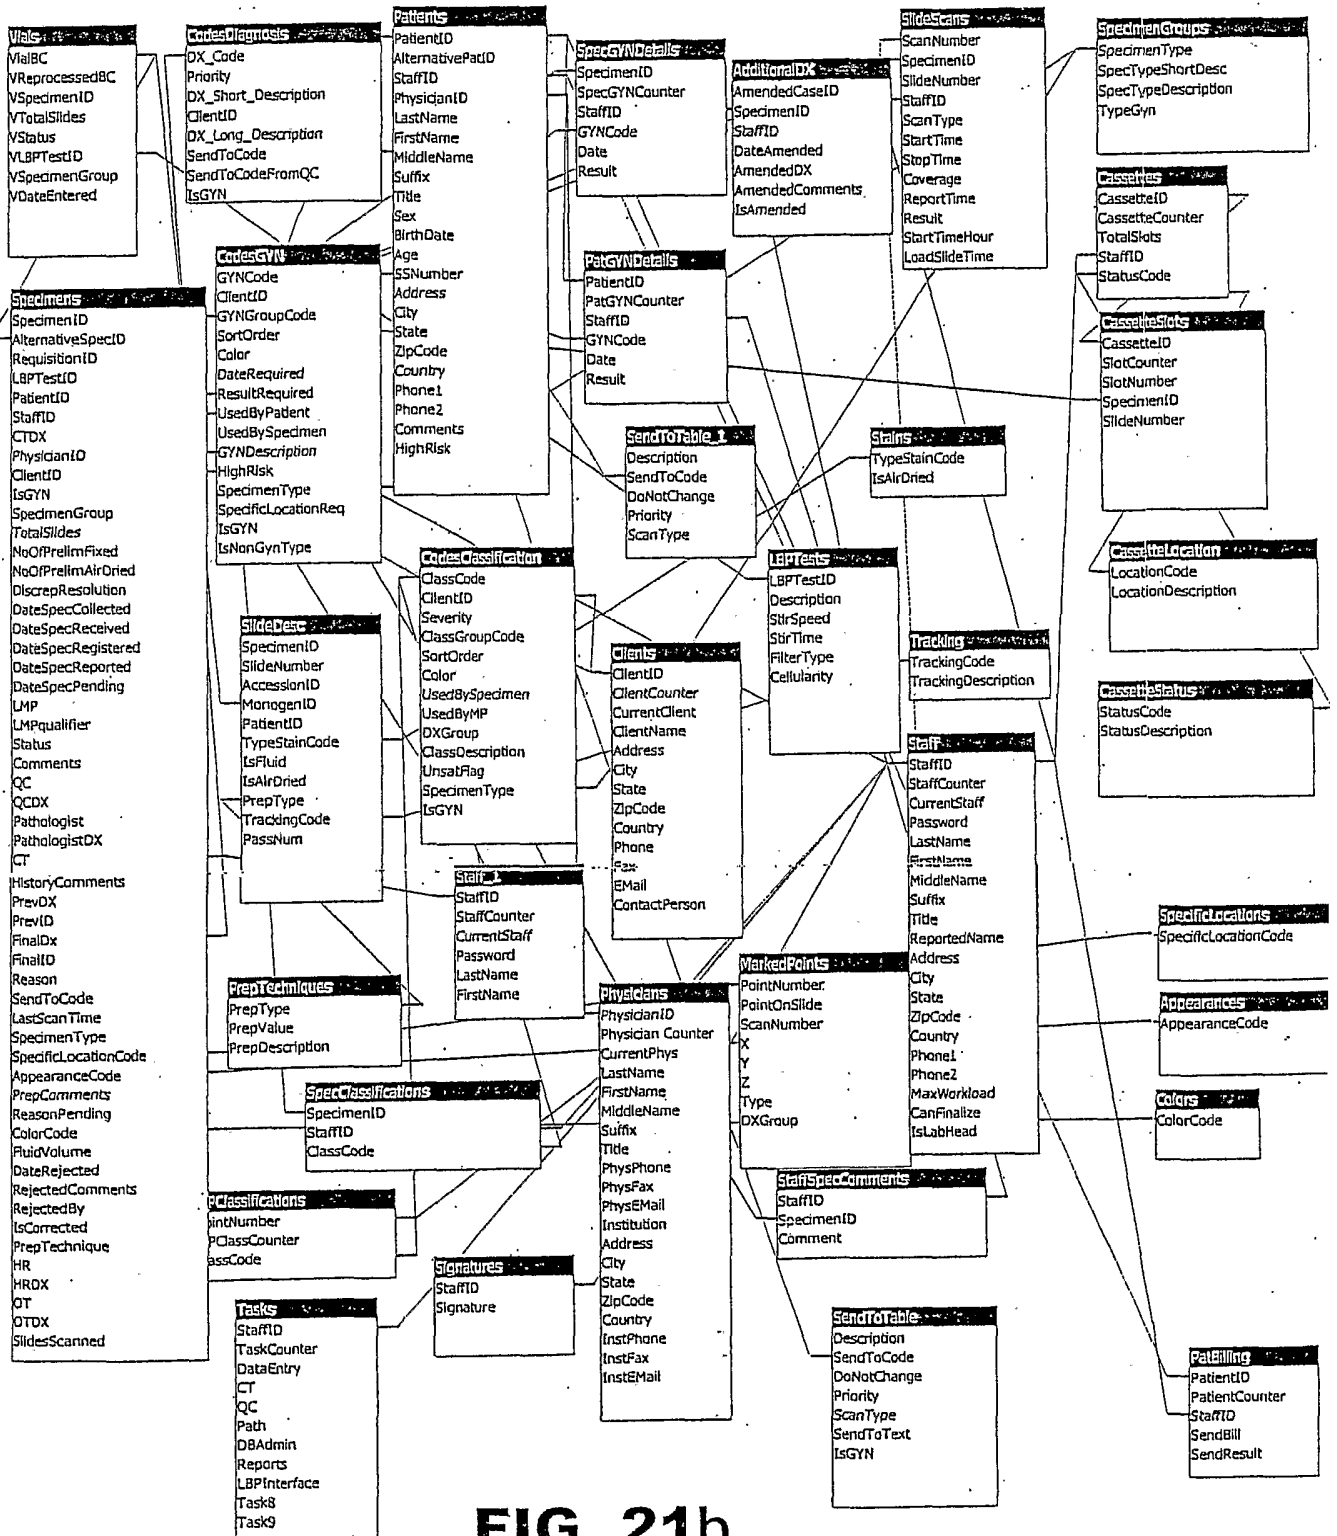 Vials
VialBC
VReprocessedBC
VSpecimenID
VTotalSlides
VStatus
VLBPTestID
VSpecimenGroup
VDateEntered
CodesDiagnosis
DX_Code
Priority
DX_Short_Description
ClientID
DX_Long_Description
SendToCode
SendToCodeFromQC
IsGYN
Patients
PatientID
AlternativePatID
StaffID
PhysicianID
LastName
FirstName
MiddleName
Suffix
Title
Sex
BirthDate
Age
SSNumber
Address
City
State
ZipCode
Country
Phone1
Phone2
Comments
HighRisk
SpecGYNDetails
SpecimenID
SpecGYNCounter
StaffID
GYNCode
Date
Result
AdditionalDX
AmendedCaseID
SpecimenID
StaffID
DateAmended
AmendedDX
AmendedComments
IsAmended
SlideScans
ScanNumber
SpecimenID
SlideNumber
StaffID
ScanType
StartTime
StopTime
Coverage
ReportTime
Result
StartTimeHour
LoadSlideTime
SpecimenGroups
SpecimenType
SpecTypeShortDesc
SpecTypeDescription
TypeGyn
Cassettes
CassetteID
CassetteCounter
TotalSlots
StaffID
StatusCode
CassetteSlots
CassetteID
SlotCounter
SlotNumber
SpecimenID
SlideNumber
CassetteLocation
LocationCode
LocationDescription
CassetteStatus
StatusCode
StatusDescription
Specimens
SpecimenID
AlternativeSpecID
RequisitionID
LBPTestID
PatientID
StaffID
CTDX
PhysicianID
ClientID
IsGYN
SpecimenGroup
TotalSlides
NoOfPrelimFixed
NoOfPrelimAirDried
DiscrepResolution
DateSpecCollected
DateSpecReceived
DateSpecRegistered
DateSpecReported
DateSpecPending
LMP
LMPqualifier
Status
Comments
QC
QCDX
Pathologist
PathologistDX
CT
HistoryComments
PrevDX
PrevID
FinalDx
FinalID
Reason
SendToCode
LastScanTime
SpecimenType
SpecificLocationCode
AppearanceCode
PrepComments
ReasonPending
ColorCode
FluidVolume
DateRejected
RejectedComments
RejectedBy
IsCorrected
PrepTechnique
HR
HRDX
OT
OTDX
SlidesScanned
CodesGYN
GYNCode
ClientID
GYNGroupCode
SortOrder
Color
DateRequired
ResultRequired
UsedByPatient
UsedBySpecimen
GYNDescription
HighRisk
SpecimenType
SpecificLocationReq
IsGYN
IsNonGynType
PatGYNDetails
PatientID
PatGYNCounter
StaffID
GYNCode
Date
Result
SendToTable_1
Description
SendToCode
DoNotChange
Priority
ScanType
Stains
TypeStainCode
IsAirDried
CodesClassification
ClassCode
ClientID
Severity
ClassGroupCode
SortOrder
Color
UsedBySpecimen
UsedByMP
DXGroup
ClassDescription
UnsatFlag
SpecimenType
IsGYN
LBPTests
LBPTestID
Description
StirSpeed
StirTime
FilterType
Cellularity
SlideDesc
SpecimenID
SlideNumber
AccessionID
MonogenID
PatientID
TypeStainCode
IsFluid
IsAirDried
PrepType
TrackingCode
PassNum
Clients
ClientID
ClientCounter
CurrentClient
ClientName
Address
City
State
ZipCode
Country
Phone
Fax
EMail
ContactPerson
Tracking
TrackingCode
TrackingDescription
Staff
StaffID
StaffCounter
CurrentStaff
Password
LastName
FirstName
MiddleName
Suffix
Title
ReportedName
Address
City
State
ZipCode
Country
Phone1
Phone2
MaxWorkload
CanFinalize
IsLabHead
Staff_1
StaffID
StaffCounter
CurrentStaff
Password
LastName
FirstName
SpecificLocations
SpecificLocationCode
Appearances
AppearanceCode
Colors
ColorCode
MarkedPoints
PointNumber
PointOnSlide
ScanNumber
X
Y
Z
Type
DXGroup
PrepTechniques
PrepType
PrepValue
PrepDescription
Physicians
PhysicianID
Physician Counter
CurrentPhys
LastName
FirstName
MiddleName
Suffix
Title
PhysPhone
PhysFax
PhysEMail
Institution
Address
City
State
ZipCode
Country
InstPhone
InstFax
InstEMail
SpecClassifications
SpecimenID
StaffID
ClassCode
PClassifications
intNumber
PClassCounter
assCode
StaffSpecComments
StaffID
SpecimenID
Comment
Signatures
StaffID
Signature
Tasks
StaffID
TaskCounter
DataEntry
CT
QC
Path
DBAdmin
Reports
LBPInterface
Task8
Task9
SendToTable
Description
SendToCode
DoNotChange
Priority
ScanType
SendToText
IsGYN
PatBilling
PatientID
PatientCounter
StaffID
SendBill
SendResult
FIG. 21b